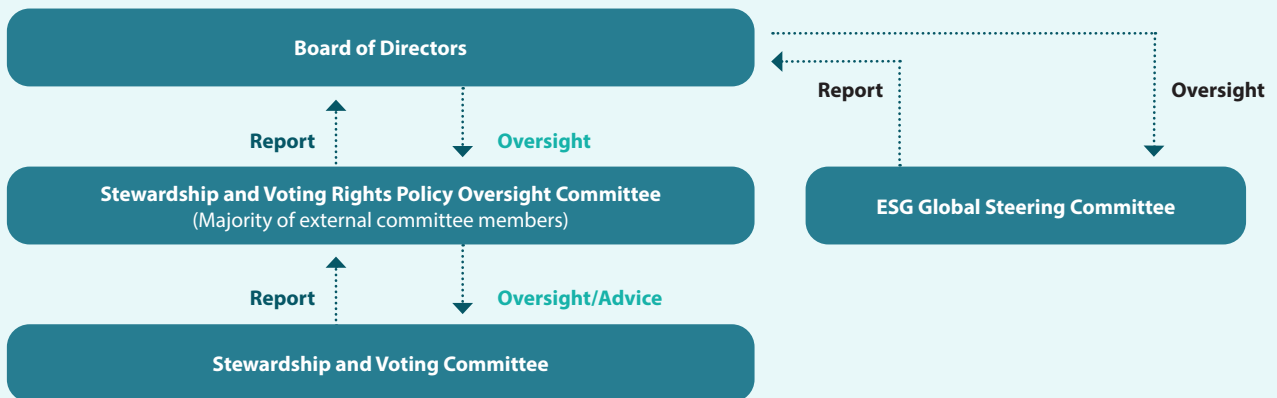 Board of Directors
Report
Oversight
Report
Oversight
Stewardship and Voting Rights Policy Oversight Committee
(Majority of external committee members)
ESG Global Steering Committee
Report
Oversight/Advice
Stewardship and Voting Committee